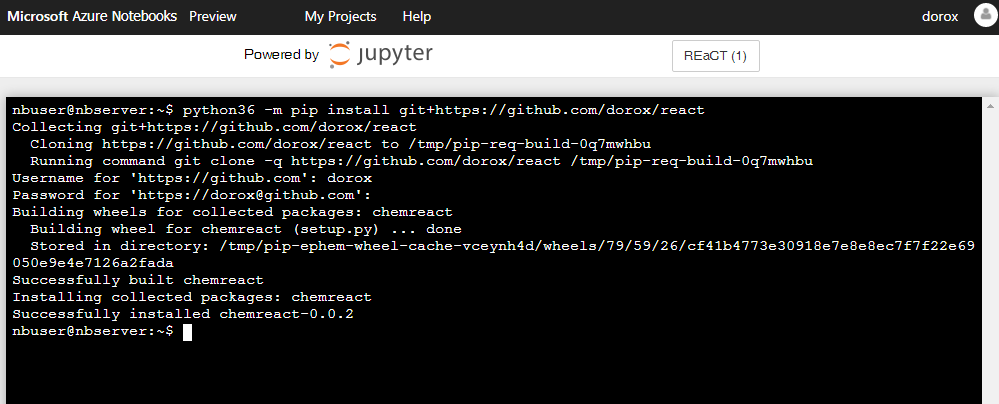 Microsoft Azure Notebooks Preview My Projects Help dorox
Powered by jupyter REaCT (1)
nbuser@nbserver:~$ python36 -m pip install git+https://github.com/dorox/react
Collecting git+https://github.com/dorox/react
Cloning https://github.com/dorox/react to /tmp/pip-req-build-0q7mwhbu
Running command git clone -q https://github.com/dorox/react /tmp/pip-req-build-0q7mwhbu
Username for 'https://github.com': dorox
Password for 'https://dorox@github.com':
Building wheels for collected packages: chemreact
Building wheel for chemreact (setup.py) ... done
Stored in directory: /tmp/pip-ephem-wheel-cache-vceynh4d/wheels/79/59/26/cf41b4773e30918e7e8e8ec7f7f22e69
050e9e4e7126a2fada
Successfully built chemreact
Installing collected packages: chemreact
Successfully installed chemreact-0.0.2
nbuser@nbserver:~$